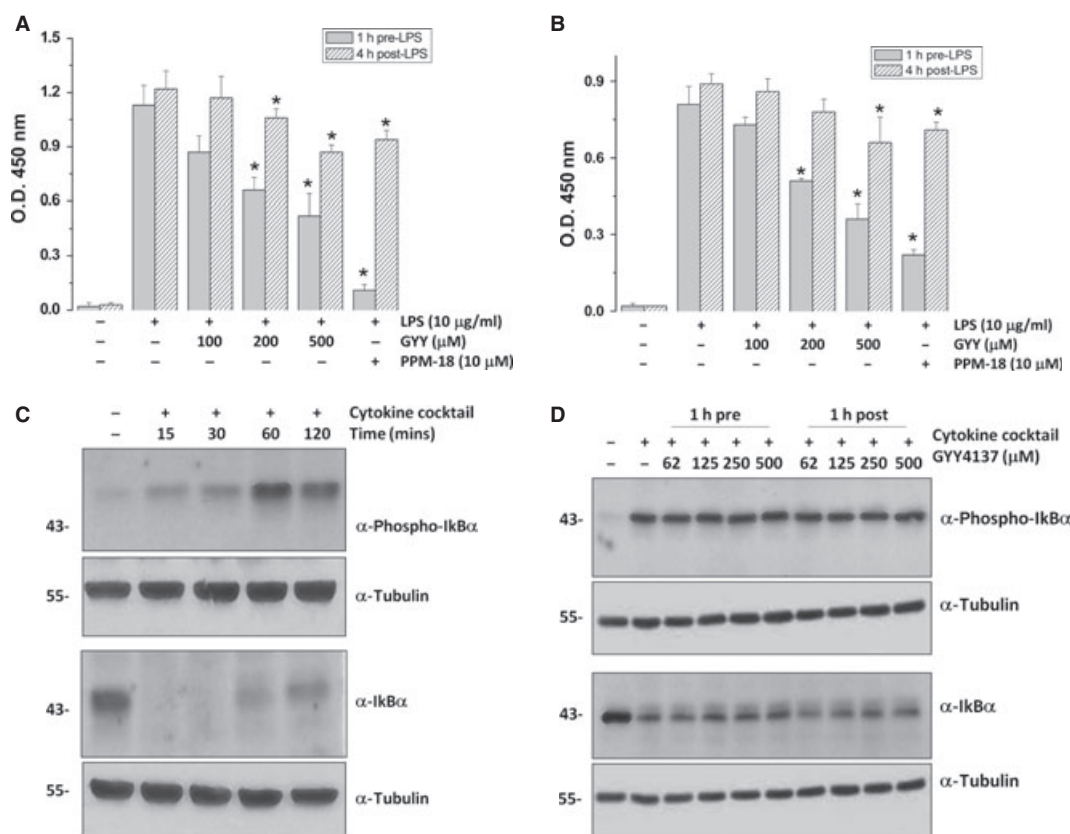 A
1.5
1.2
0.9
0.6
0.3
0.0
O.D. 450 nm
1 h pre-LPS
4 h post-LPS
* * * * * *
– + + + + + LPS (10 μg/ml)
– – 100 200 500 – GYY (μM)
– – – – – + PPM-18 (10 μM)
B
0.9
0.6
0.3
0.0
O.D. 450 nm
1 h pre-LPS
4 h post-LPS
* * * * *
– + + + + + LPS (10 μg/ml)
– – 100 200 500 – GYY (μM)
– – – – – + PPM-18 (10 μM)
C
– + + + + Cytokine cocktail
– 15 30 60 120 Time (mins)
43- α-Phospho-IkBα
55- α-Tubulin
43- α-IkBα
55- α-Tubulin
D
1 h pre 1 h post
– + + + + + + + + + Cytokine cocktail
– – 62 125 250 500 62 125 250 500 GYY4137 (μM)
43- α-Phospho-IkBα
55- α-Tubulin
43- α-IkBα
55- α-Tubulin